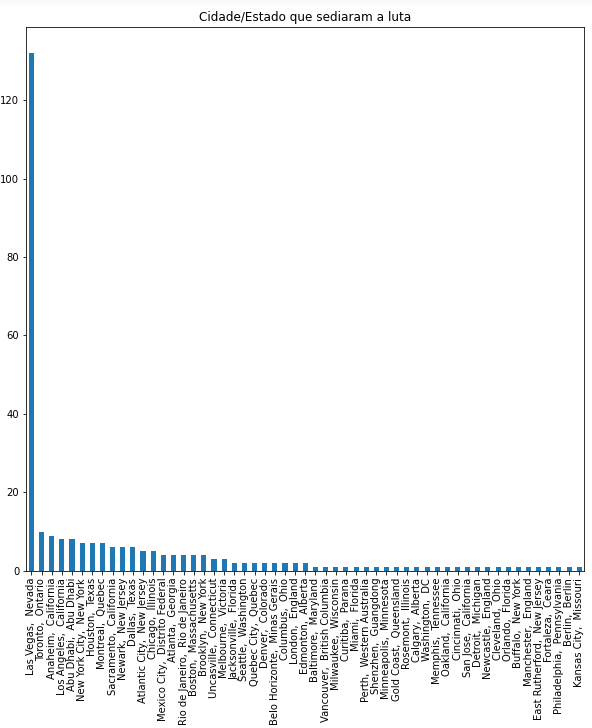 Cidade/Estado que sediaram a luta
120
100
80
60
40
20
0
Las Vegas, Nevada
Toronto, Ontario
Anaheim, California
Los Angeles, California
Abu Dhabi, Abu Dhabi
New York City, New York
Houston, Texas
Montreal, Quebec
Sacramento, California
Newark, New Jersey
Dallas, Texas
Atlantic City, New Jersey
Chicago, Illinois
Mexico City, Distrito Federal
Atlanta, Georgia
Rio de Janeiro, Rio de Janeiro
Boston, Massachusetts
Brooklyn, New York
Uncasville, Connecticut
Melbourne, Victoria
Jacksonville, Florida
Seattle, Washington
Quebec City, Quebec
Denver, Colorado
Belo Horizonte, Minas Gerais
Columbus, Ohio
London, England
Edmonton, Alberta
Baltimore, Maryland
Vancouver, British Columbia
Milwaukee, Wisconsin
Curitiba, Parana
Miami, Florida
Perth, Western Australia
Shenzhen, Guangdong
Minneapolis, Minnesota
Gold Coast, Queensland
Rosemont, Illinois
Calgary, Alberta
Washington, DC
Memphis, Tennessee
Oakland, California
Cincinnati, Ohio
San Jose, California
Detroit, Michigan
Newcastle, England
Cleveland, Ohio
Orlando, Florida
Buffalo, New York
Manchester, England
East Rutherford, New Jersey
Fortaleza, Ceara
Philadelphia, Pennsylvania
Berlin, Berlin
Kansas City, Missouri